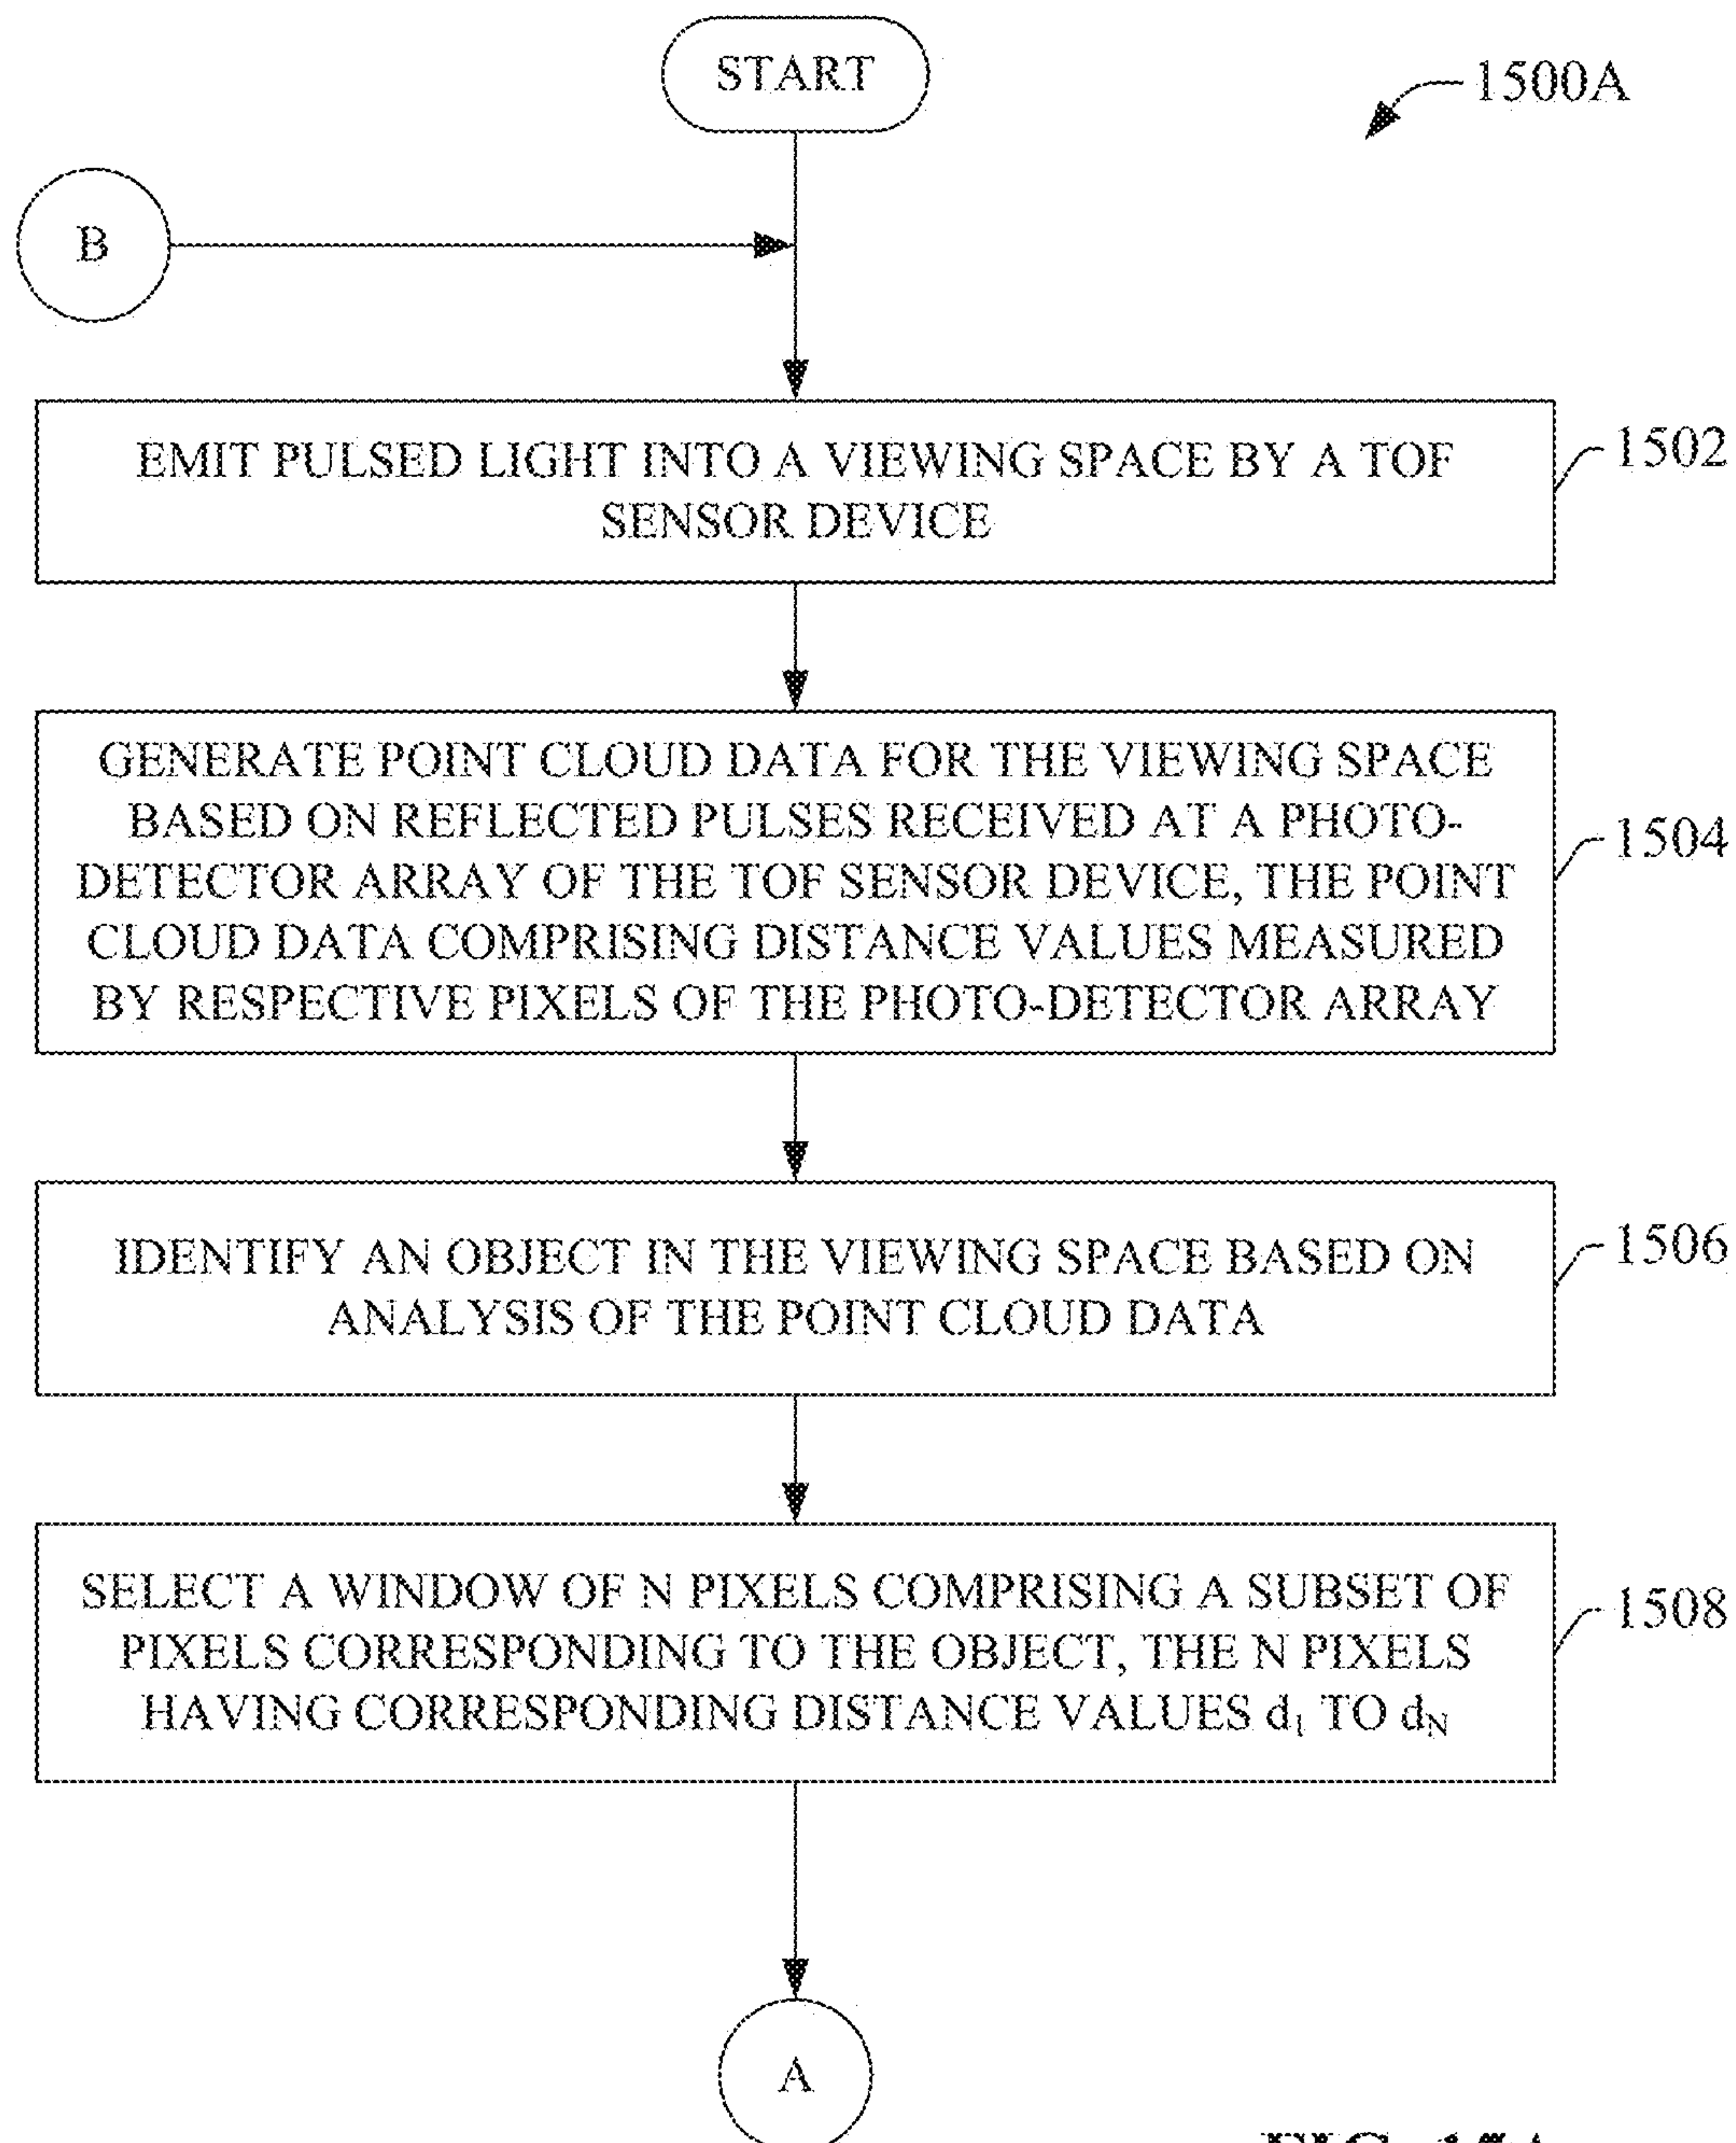 START
1500A
B
EMIT PULSED LIGHT INTO A VIEWING SPACE BY A TOF
SENSOR DEVICE
1502
GENERATE POINT CLOUD DATA FOR THE VIEWING SPACE
BASED ON REFLECTED PULSES RECEIVED AT A PHOTO-
DETECTOR ARRAY OF THE TOF SENSOR DEVICE, THE POINT
CLOUD DATA COMPRISING DISTANCE VALUES MEASURED
BY RESPECTIVE PIXELS OF THE PHOTO-DETECTOR ARRAY
1504
IDENTIFY AN OBJECT IN THE VIEWING SPACE BASED ON
ANALYSIS OF THE POINT CLOUD DATA
1506
SELECT A WINDOW OF N PIXELS COMPRISING A SUBSET OF
PIXELS CORRESPONDING TO THE OBJECT, THE N PIXELS
HAVING CORRESPONDING DISTANCE VALUES d₁ TO dN
1508
A